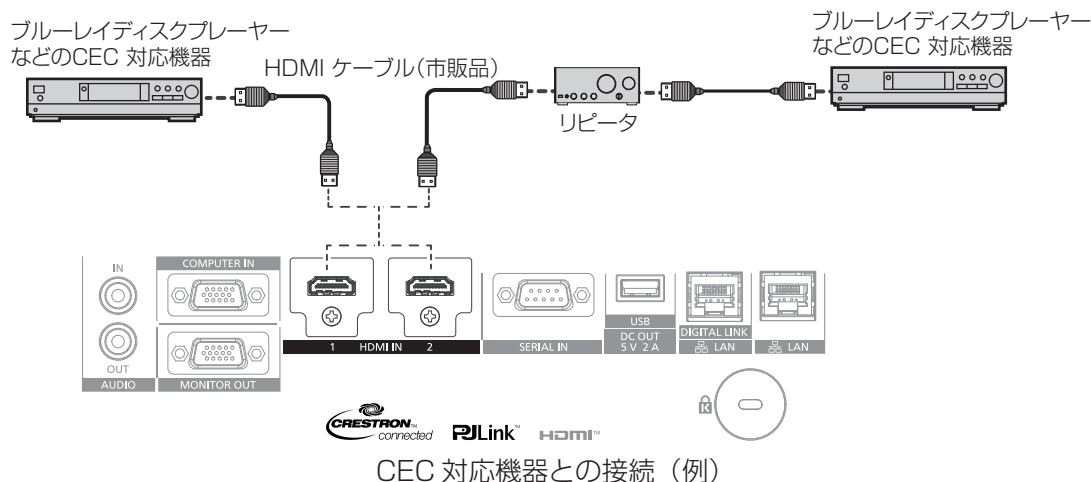 ブルーレイディスクプレーヤー
などのCEC 対応機器
HDMI ケーブル（市販品）
リピータ
ブルーレイディスクプレーヤー
などのCEC 対応機器
IN
OUT
AUDIO
COMPUTER IN
MONITOR OUT
1 HDMI IN 2
SERIAL IN
USB
DC OUT
5 V 2 A
DIGITAL LINK
LAN
LAN
K
CRESTRON™
connected
PJLink™
HDMI™
CEC 対応機器との接続（例）